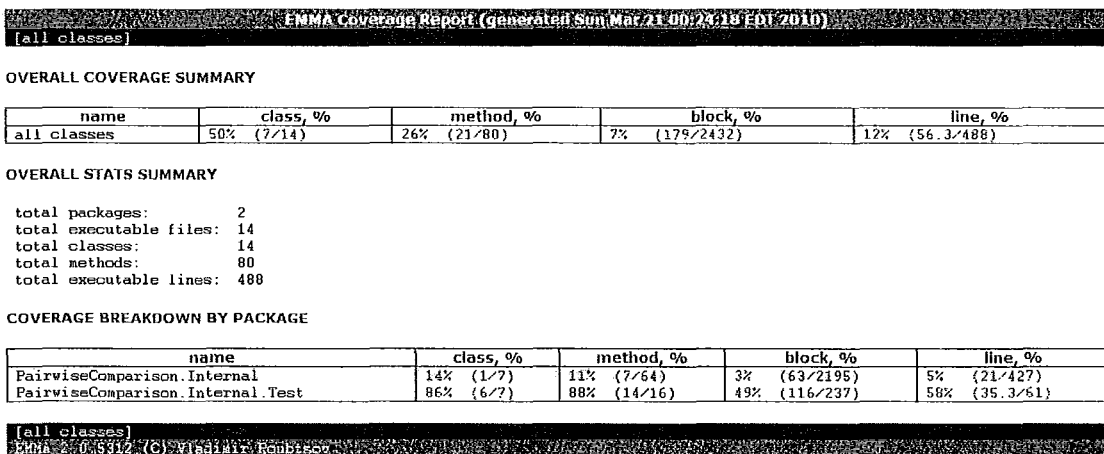 EMMA Coverage Report (generated Sun Mar 21 00:24:18 EDT 2010)
[all classes]
OVERALL COVERAGE SUMMARY
name class, % method, % block, % line, %
all classes 50% (7/14) 26% (21/80) 7% (179/2432) 12% (56.3/488)
OVERALL STATS SUMMARY
total packages: 2
total executable files: 14
total classes: 14
total methods: 80
total executable lines: 488
COVERAGE BREAKDOWN BY PACKAGE
name class, % method, % block, % line, %
PairwiseComparison.Internal 14% (1/7) 11% (7/64) 3% (63/2195) 5% (21/427)
PairwiseComparison.Internal.Test 86% (6/7) 88% (14/16) 49% (116/237) 58% (35.3/61)
[all classes]
EMMA 2.0.5312 (C) Vladimir Roubtsov